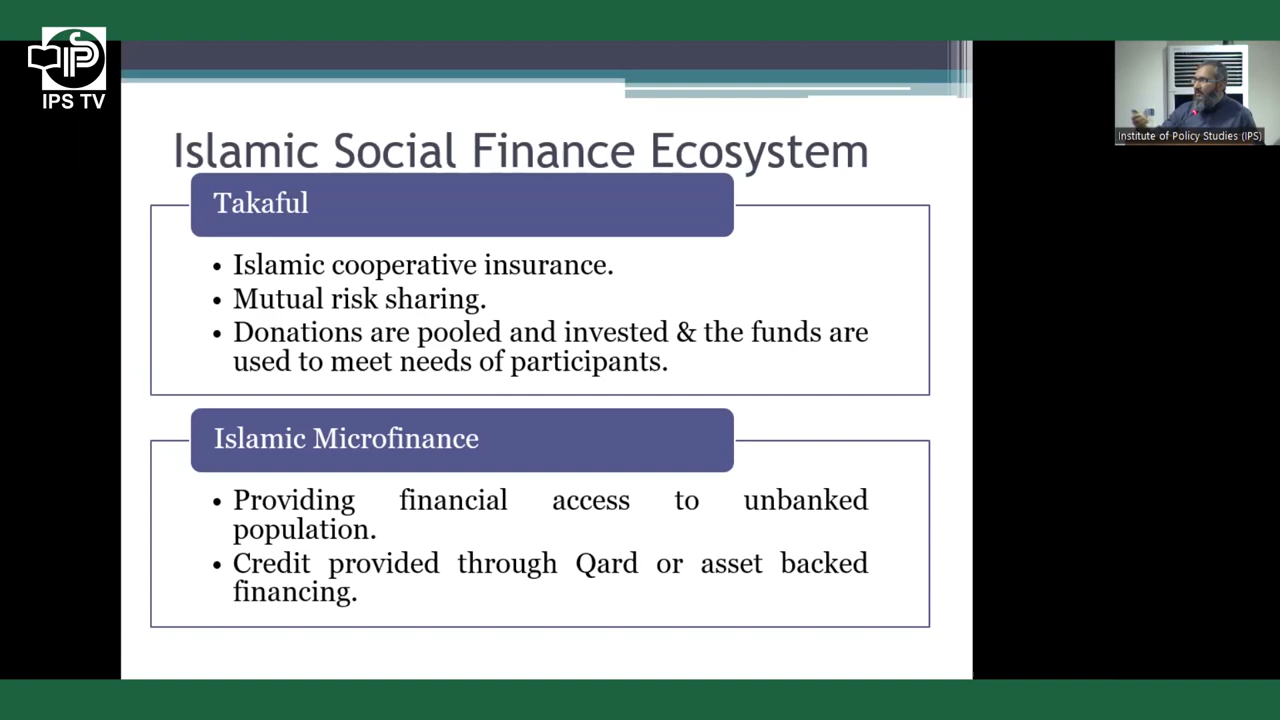 IPS
IPS TV
Institute of Policy Studies (IPS)
Islamic Social Finance Ecosystem
Takaful
• Islamic cooperative insurance.
• Mutual risk sharing.
• Donations are pooled and invested & the funds are
used to meet needs of participants.
Islamic Microfinance
• Providing financial access to unbanked
population.
• Credit provided through Qard or asset backed
financing.